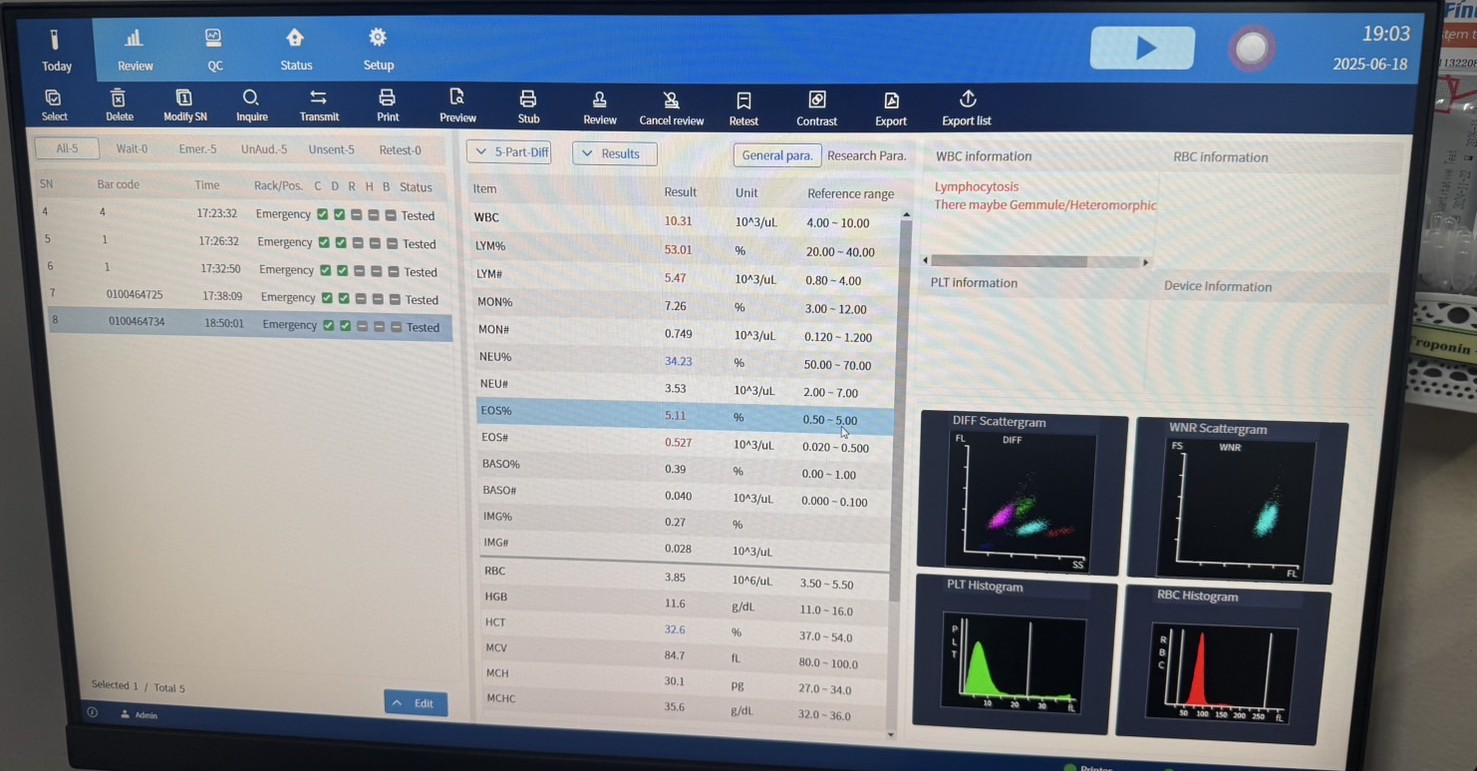 Today
Review
QC
Status
Setup
19:03
2025-06-18
Select
Delete
Modify SN
Inquire
Transmit
Print
Preview
Stub
Review
Cancel review
Retest
Contrast
Export
Export list
All-5 Wait-0 Emer.-5 UnAud.-5 Unsent-5 Retest-0
SN Bar code Time Rack/Pos. C D R H B Status
4 4 17:23:32 Emergency Tested
5 1 17:26:32 Emergency Tested
6 1 17:32:50 Emergency Tested
7 0100464725 17:38:09 Emergency Tested
8 0100464734 18:50:01 Emergency Tested
Selected 1 / Total 5
Edit
Admin
5-Part-Diff Results General para. Research Para.
Item Result Unit Reference range
WBC 10.31 10^3/uL 4.00 ~ 10.00
LYM% 53.01 % 20.00 ~ 40.00
LYM# 5.47 10^3/uL 0.80 ~ 4.00
MON% 7.26 % 3.00 ~ 12.00
MON# 0.749 10^3/uL 0.120 ~ 1.200
NEU% 34.23 % 50.00 ~ 70.00
NEU# 3.53 10^3/uL 2.00 ~ 7.00
EOS% 5.11 % 0.50 ~ 5.00
EOS# 0.527 10^3/uL 0.020 ~ 0.500
BASO% 0.39 % 0.00 ~ 1.00
BASO# 0.040 10^3/uL 0.000 ~ 0.100
IMG% 0.27 %
IMG# 0.028 10^3/uL
RBC 3.85 10^6/uL 3.50 ~ 5.50
HGB 11.6 g/dL 11.0 ~ 16.0
HCT 32.6 % 37.0 ~ 54.0
MCV 84.7 fL 80.0 ~ 100.0
MCH 30.1 pg 27.0 ~ 34.0
MCHC 35.6 g/dL 32.0 ~ 36.0
WBC information
Lymphocytosis
There maybe Gemmule/Heteromorphic
RBC information
PLT information
Device Information
DIFF Scattergram
FL DIFF
SS
WNR Scattergram
FS WNR
FL
PLT Histogram
PLT
10 20 30 fL
RBC Histogram
RBC
50 100 150 200 250 fL
Printer
Troponin